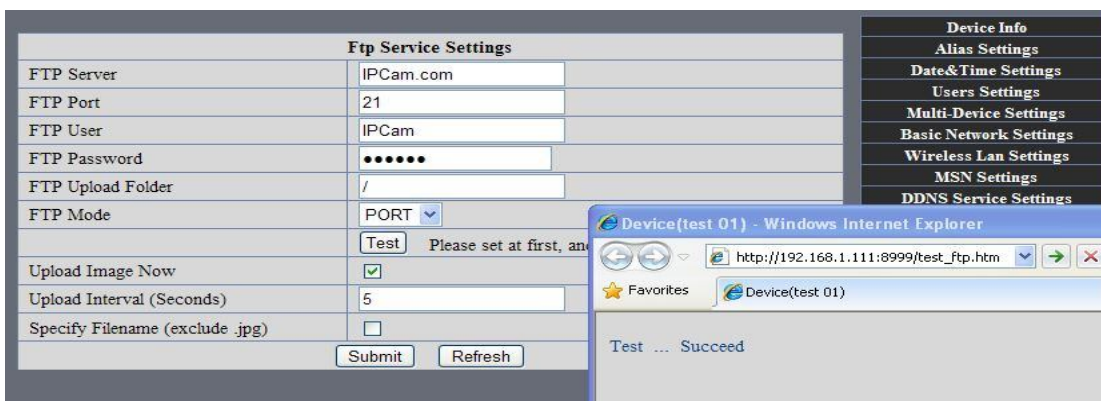 Ftp Service Settings
FTP Server IPCam.com
FTP Port 21
FTP User IPCam
FTP Password ●●●●●●
FTP Upload Folder /
FTP Mode PORT
Test Please set at first, an
Upload Image Now
Upload Interval (Seconds) 5
Specify Filename (exclude .jpg)
Submit Refresh
Device Info
Alias Settings
Date&Time Settings
Users Settings
Multi-Device Settings
Basic Network Settings
Wireless Lan Settings
MSN Settings
DDNS Service Settings
Device(test 01) - Windows Internet Explorer
http://192.168.1.111:8999/test_ftp.htm
Favorites Device(test 01)
Test ... Succeed